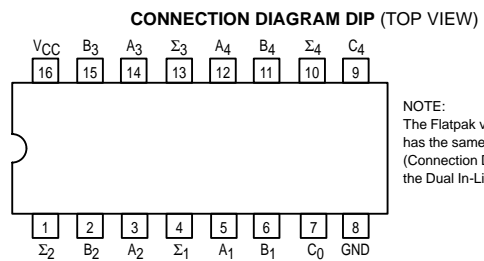 CONNECTION DIAGRAM DIP (TOP VIEW)
VCC B3 A3 Σ3 A4 B4 Σ4 C4
16 15 14 13 12 11 10 9
NOTE:
The Flatpak v
has the same
(Connection D
the Dual In-Li
1 2 3 4 5 6 7 8
Σ2 B2 A2 Σ1 A1 B1 C0 GND